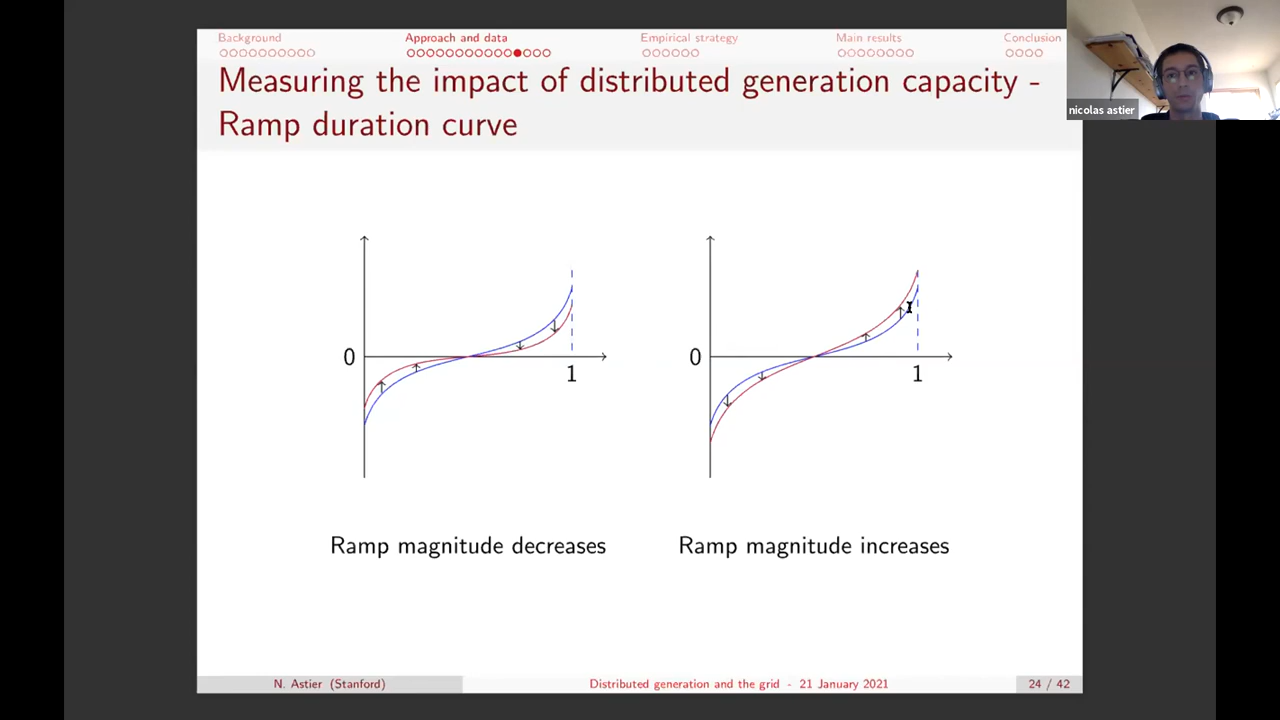 Background Approach and data Empirical strategy Main results Conclusion
Measuring the impact of distributed generation capacity -
Ramp duration curve
nicolas astier
0
1
0
1
Ramp magnitude decreases
Ramp magnitude increases
N. Astier (Stanford) Distributed generation and the grid - 21 January 2021 24 / 42